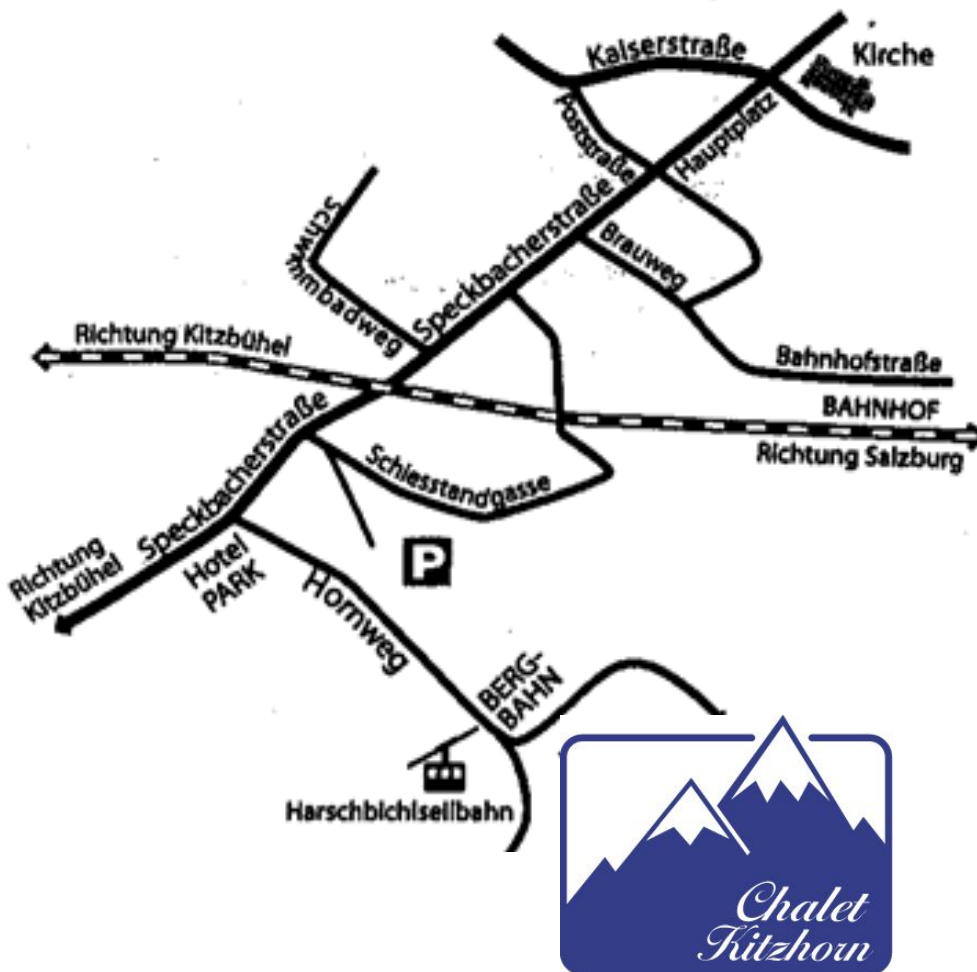 Kaiserstraße
Kirche
Poststraße
Hauptplatz
Schwimmbadweg
Speckbacherstraße
Brauweg
Richtung Kitzbühel
Bahnhofstraße
BAHNHOF
Richtung Salzburg
Speckbacherstraße
Schiesstandgasse
Richtung
Kitzbühel
Hotel
PARK
P
Hornweg
BERG-
BAHN
Harschbichlseilbahn
Chalet
Kitzhorn